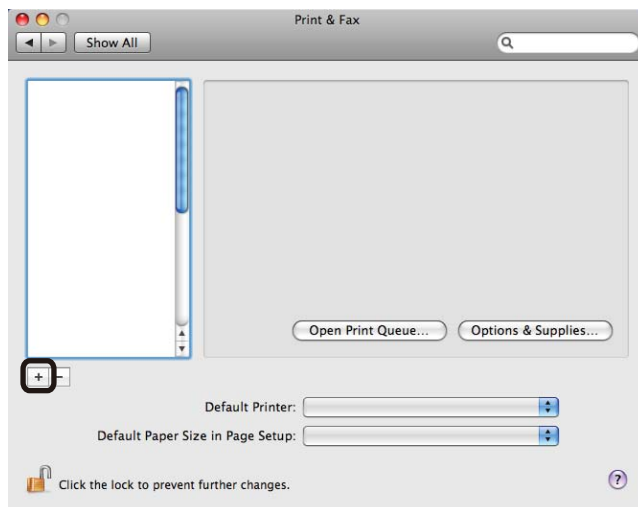 Print & Fax
Show All
Open Print Queue...
Options & Supplies...
+ -
Default Printer:
Default Paper Size in Page Setup:
Click the lock to prevent further changes.
?